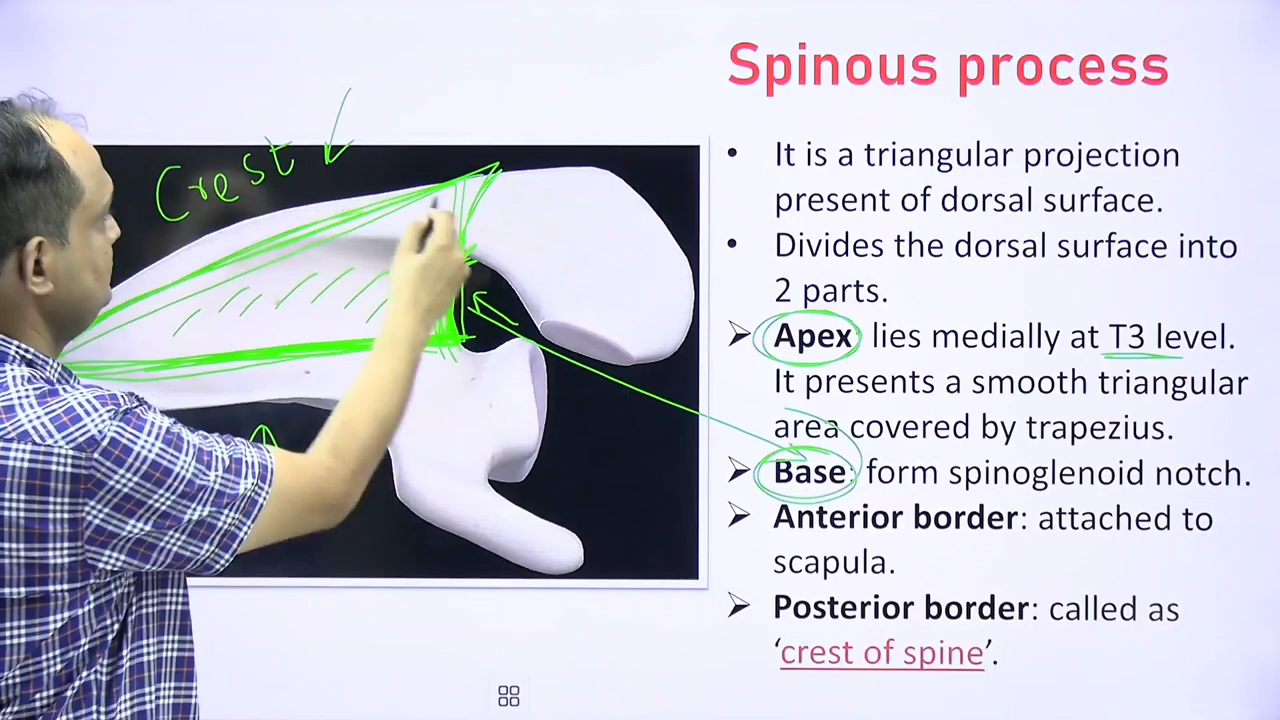 Spinous process
Crest
• It is a triangular projection
present of dorsal surface.
• Divides the dorsal surface into
2 parts.
➢ Apex lies medially at T3 level.
It presents a smooth triangular
area covered by trapezius.
➢ Base: form spinoglenoid notch.
➢ Anterior border: attached to
scapula.
➢ Posterior border: called as
‘crest of spine’.